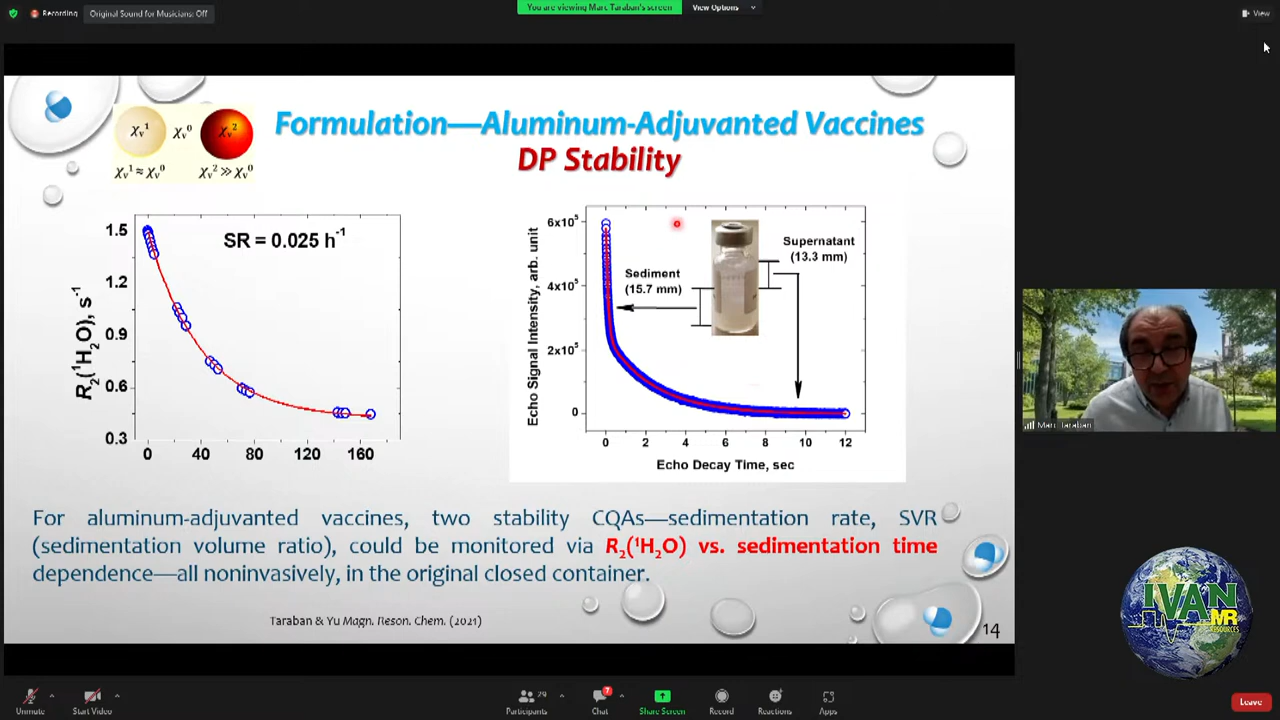 Recording
Original Sound for Musicians: Off
You are viewing Marc Taraban's screen
View Options
View
χᵥ¹ χᵥ⁰ χᵥ²
χᵥ¹ ≈ χᵥ⁰ χᵥ² ≫ χᵥ⁰
Formulation—Aluminum-Adjuvanted Vaccines
DP Stability
SR = 0.025 h⁻¹
R₂(¹H₂O), s⁻¹
1.5
1.2
0.9
0.6
0.3
0 40 80 120 160
Echo Signal Intensity, arb. unit
6x10⁵
4x10⁵
2x10⁵
0
Sediment
(15.7 mm)
Supernatant
(13.3 mm)
0 2 4 6 8 10 12
Echo Decay Time, sec
For aluminum-adjuvanted vaccines, two stability CQAs—sedimentation rate, SVR
(sedimentation volume ratio), could be monitored via R₂(¹H₂O) vs. sedimentation time
dependence—all noninvasively, in the original closed container.
Taraban & Yu Magn. Reson. Chem. (2021)
14
Marc Taraban
IVAN
MR
RESOURCES
Unmute
Start Video
Participants
29
Chat
7
Share Screen
Record
Reactions
Apps
Leave